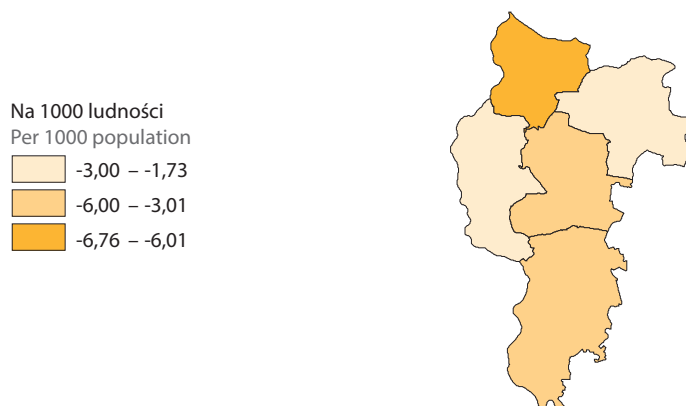 Na 1000 ludności
Per 1000 population
-3,00 – -1,73
-6,00 – -3,01
-6,76 – -6,01